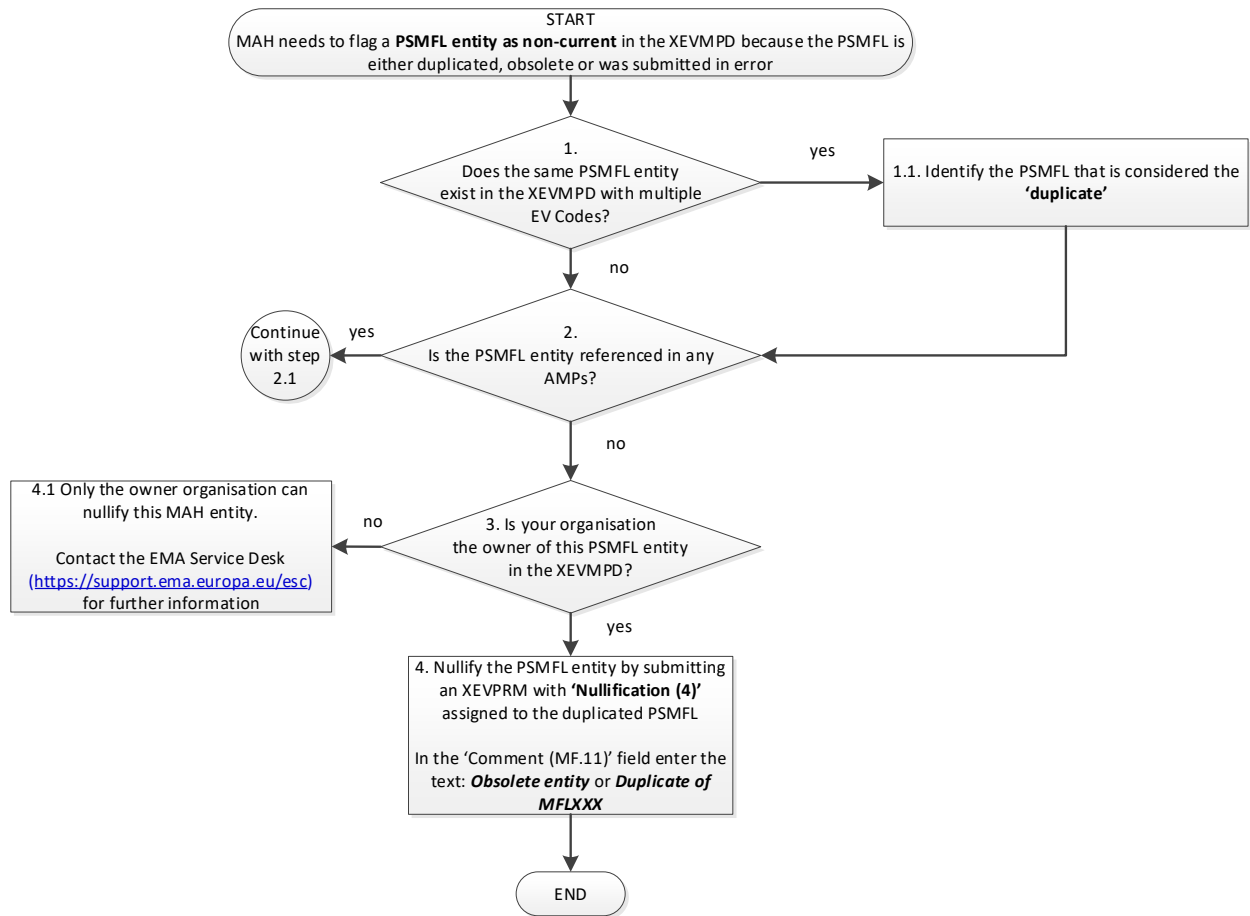 START
MAH needs to flag a PSMFL entity as non-current in the XEVMPD because the PSMFL is
either duplicated, obsolete or was submitted in error
1.
Does the same PSMFL entity
exist in the XEVMPD with multiple
EV Codes?
yes
1.1. Identify the PSMFL that is considered the
‘duplicate’
no
Continue
with step
2.1
yes
2.
Is the PSMFL entity referenced in any
AMPs?
no
4.1 Only the owner organisation can
nullify this MAH entity.
Contact the EMA Service Desk
(https://support.ema.europa.eu/esc)
for further information
no
3. Is your organisation
the owner of this PSMFL entity
in the XEVMPD?
yes
4. Nullify the PSMFL entity by submitting
an XEVPRM with ‘Nullification (4)’
assigned to the duplicated PSMFL
In the ‘Comment (MF.11)’ field enter the
text: Obsolete entity or Duplicate of
MFLXXX
END